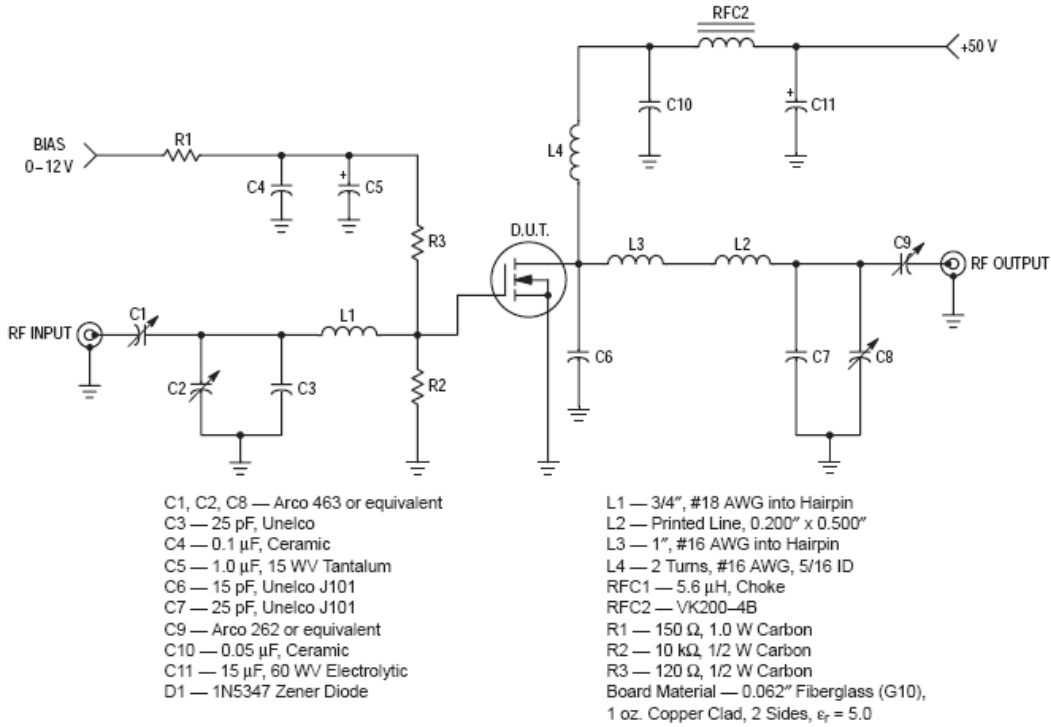 RFC2
+50 V
+
C10
C11
BIAS
0–12 V
R1
L4
C4
+
C5
R3
D.U.T.
L3
L2
C9
RF OUTPUT
C1
L1
RF INPUT
C2
C3
R2
C6
C7
C8
C1, C2, C8 — Arco 463 or equivalent
C3 — 25 pF, Unelco
C4 — 0.1 µF, Ceramic
C5 — 1.0 µF, 15 WV Tantalum
C6 — 15 pF, Unelco J101
C7 — 25 pF, Unelco J101
C9 — Arco 262 or equivalent
C10 — 0.05 µF, Ceramic
C11 — 15 µF, 60 WV Electrolytic
D1 — 1N5347 Zener Diode
L1 — 3/4″, #18 AWG into Hairpin
L2 — Printed Line, 0.200″ x 0.500″
L3 — 1″, #16 AWG into Hairpin
L4 — 2 Turns, #16 AWG, 5/16 ID
RFC1 — 5.6 µH, Choke
RFC2 — VK200–4B
R1 — 150 Ω, 1.0 W Carbon
R2 — 10 kΩ, 1/2 W Carbon
R3 — 120 Ω, 1/2 W Carbon
Board Material — 0.062″ Fiberglass (G10),
1 oz. Copper Clad, 2 Sides, εr = 5.0